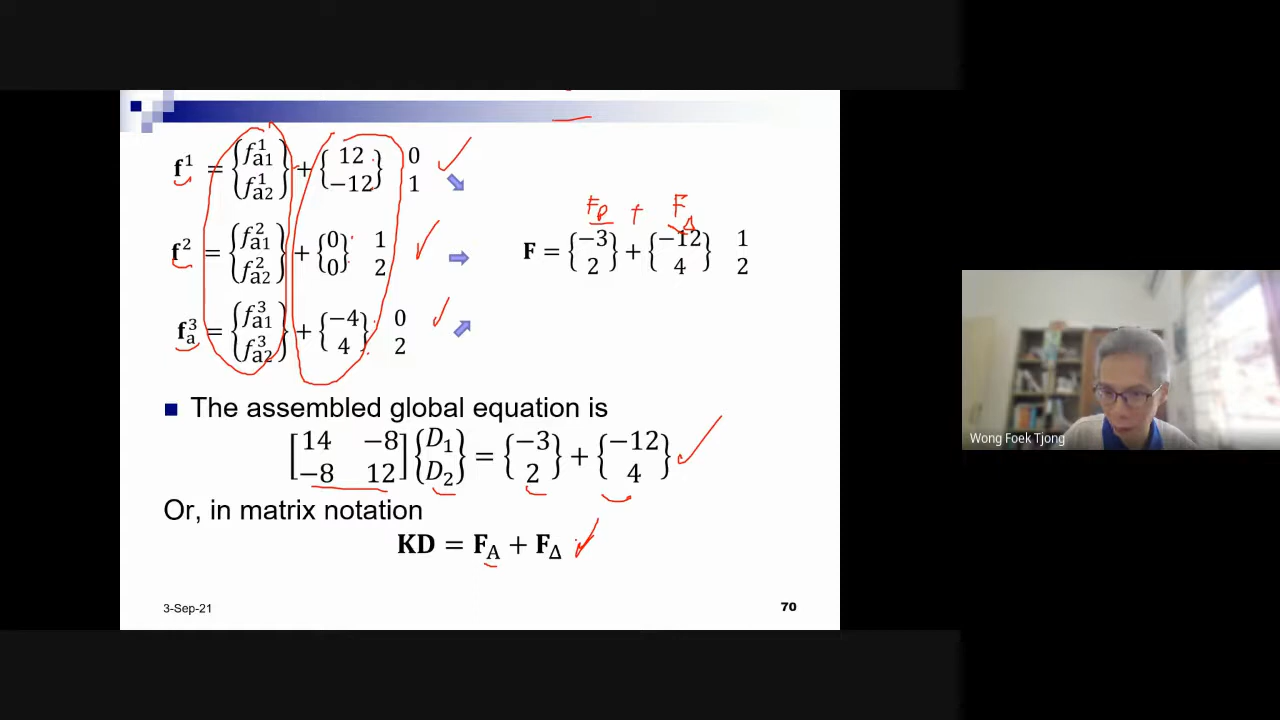 f¹ = {f¹ₐ₁ f¹ₐ₂} + {12 −12} 0 1
f² = {f²ₐ₁ f²ₐ₂} + {0 0} 1 2
fₐ³ = {f³ₐ₁ f³ₐ₂} + {−4 4} 0 2
F_P + F_Δ
F = {−3 2} + {−12 4} 1 2
■ The assembled global equation is
[14 −8 −8 12] {D₁ D₂} = {−3 2} + {−12 4}
Or, in matrix notation
KD = F_A + F_Δ
3-Sep-21
70
Wong Foek Tjong